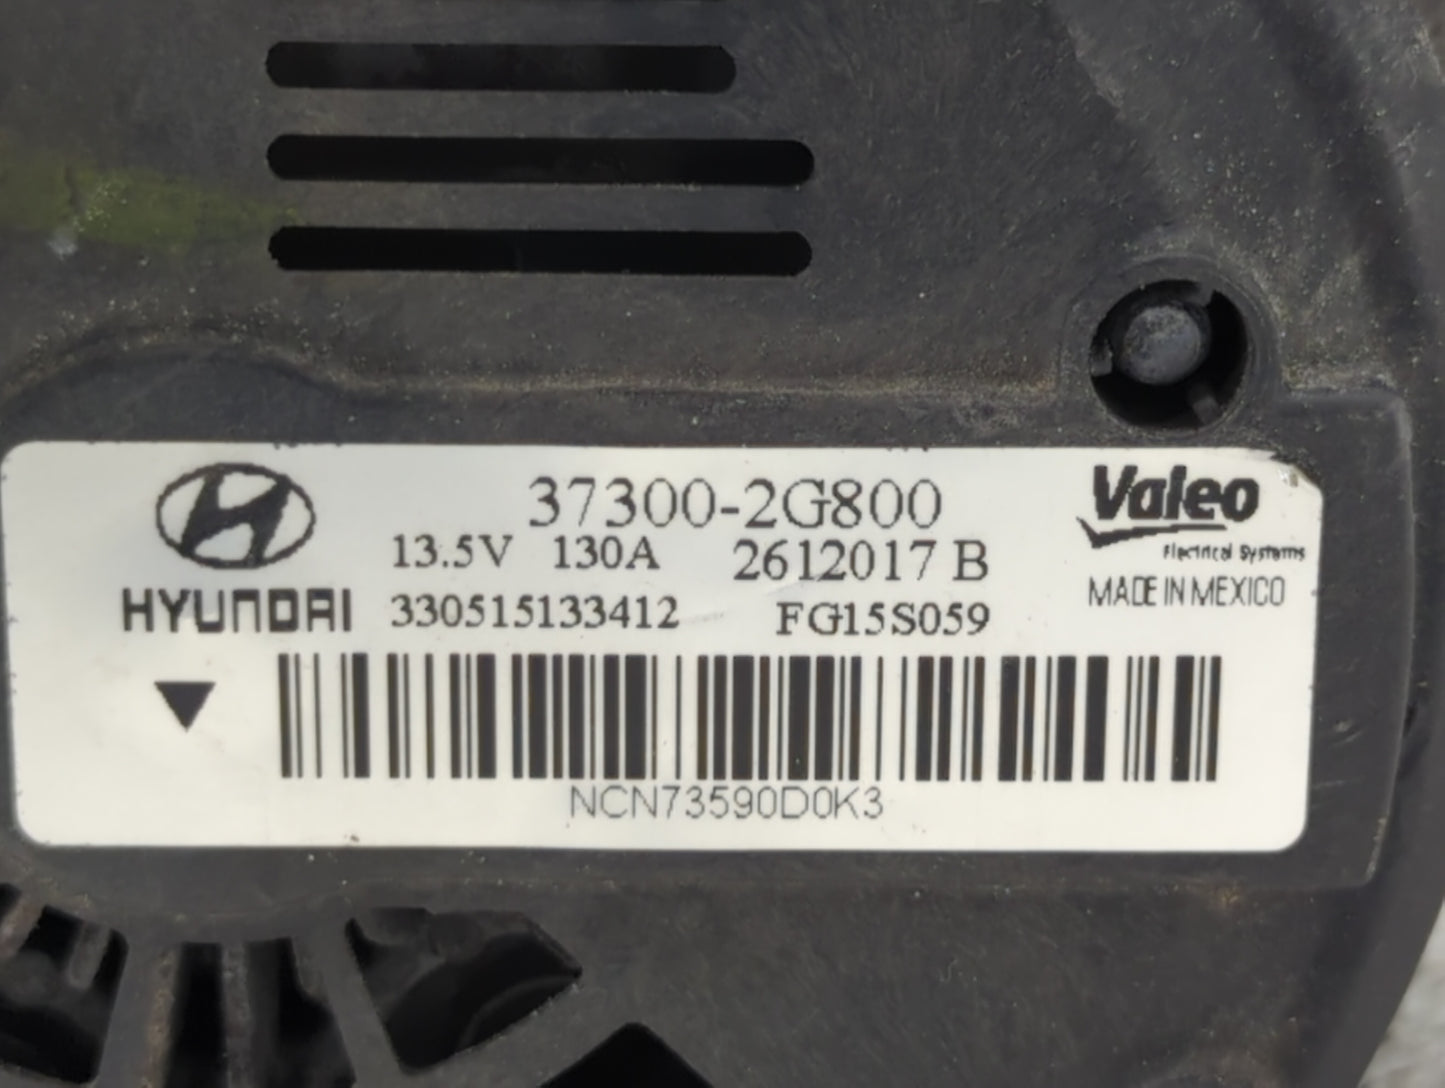 37300-2G800
13.5V 130A 2612017 B
HYUNDAI 330515133412 FG15S059
Valeo
Electrical Systems
MADE IN MEXICO
NCN73590D0K3